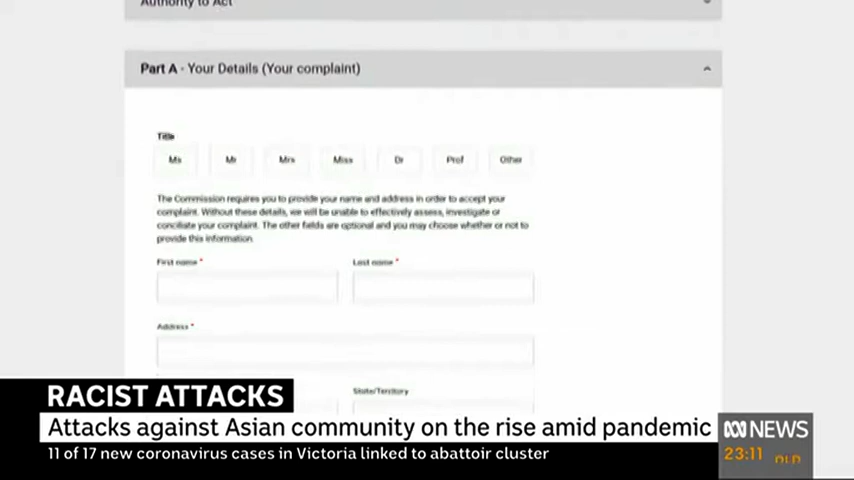 Authority to Act
Part A - Your Details (Your complaint)
Title
Ms Mr Mrs Miss Dr Prof Other
The Commission requires you to provide your name and address in order to accept your
complaint. Without these details, we will be unable to effectively assess, investigate or
conciliate your complaint. The other fields are optional and you may choose whether or not to
provide this information.
First name * Last name *
Address *
State/Territory
RACIST ATTACKS
Attacks against Asian community on the rise amid pandemic
11 of 17 new coronavirus cases in Victoria linked to abattoir cluster
NEWS
23:11